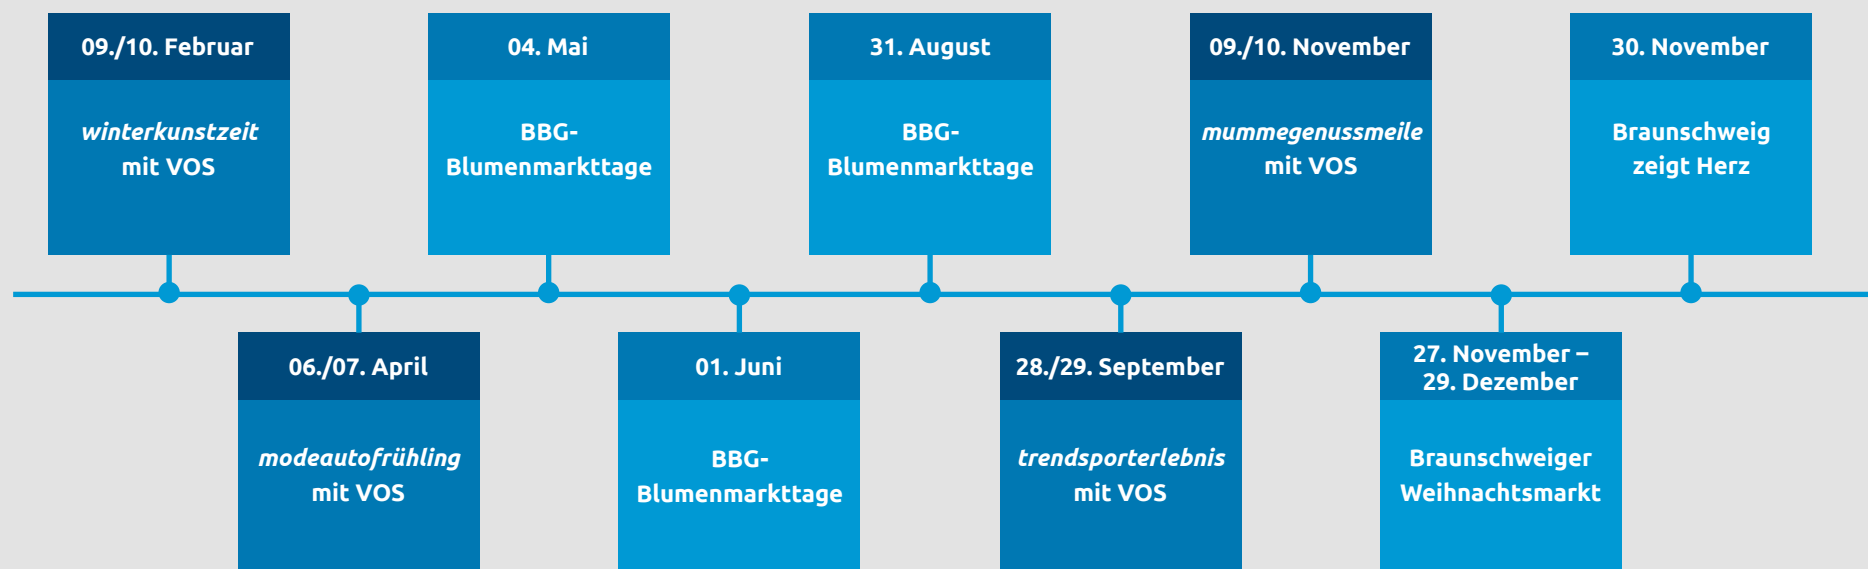 09./10. Februar
winterkunstzeit
mit VOS
04. Mai
BBG-
Blumenmarkttage
31. August
BBG-
Blumenmarkttage
09./10. November
mummegenussmeile
mit VOS
30. November
Braunschweig
zeigt Herz
06./07. April
modeautofrühling
mit VOS
01. Juni
BBG-
Blumenmarkttage
28./29. September
trendsporterlebnis
mit VOS
27. November –
29. Dezember
Braunschweiger
Weihnachtsmarkt